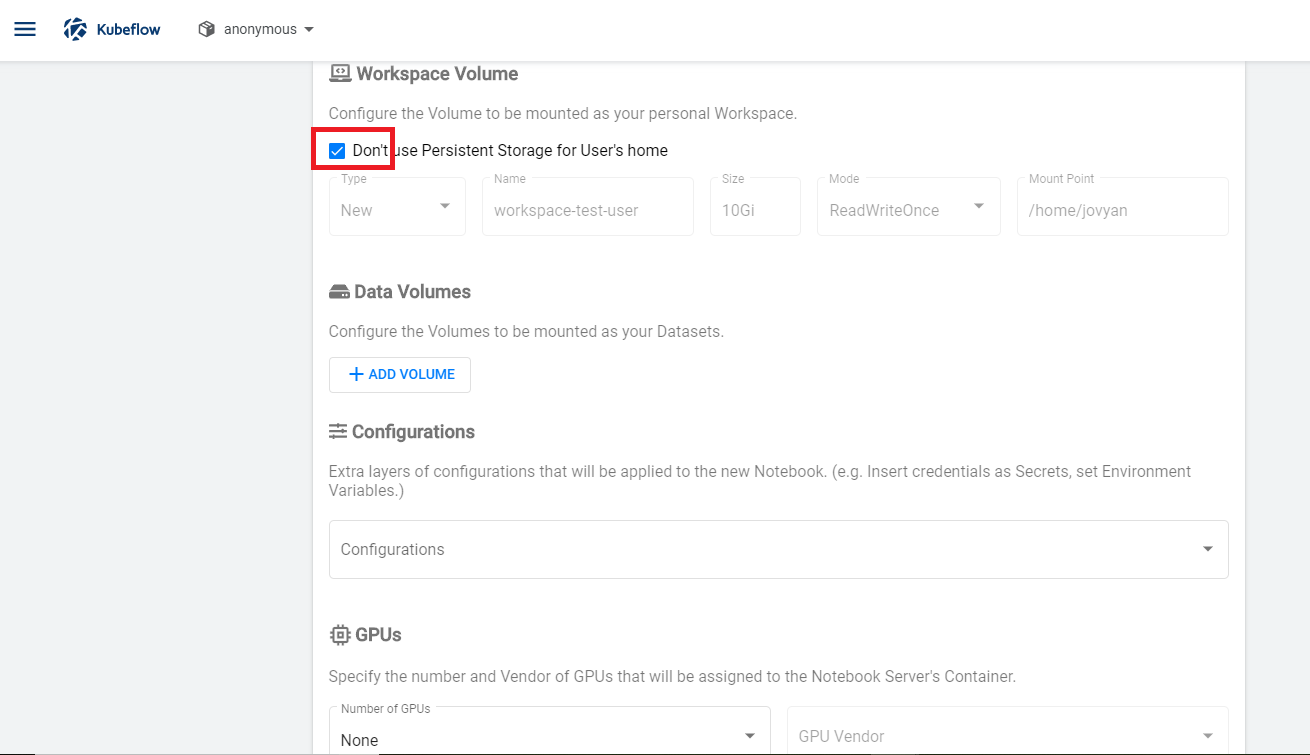 Kubeflow
anonymous
Workspace Volume
Configure the Volume to be mounted as your personal Workspace.
Don't use Persistent Storage for User's home
Type
Name
Size
Mode
Mount Point
New
workspace-test-user
10Gi
ReadWriteOnce
/home/jovyan
Data Volumes
Configure the Volumes to be mounted as your Datasets.
ADD VOLUME
Configurations
Extra layers of configurations that will be applied to the new Notebook. (e.g. Insert credentials as Secrets, set Environment
Variables.)
Configurations
GPUs
Specify the number and Vendor of GPUs that will be assigned to the Notebook Server's Container.
Number of GPUs
None
GPU Vendor